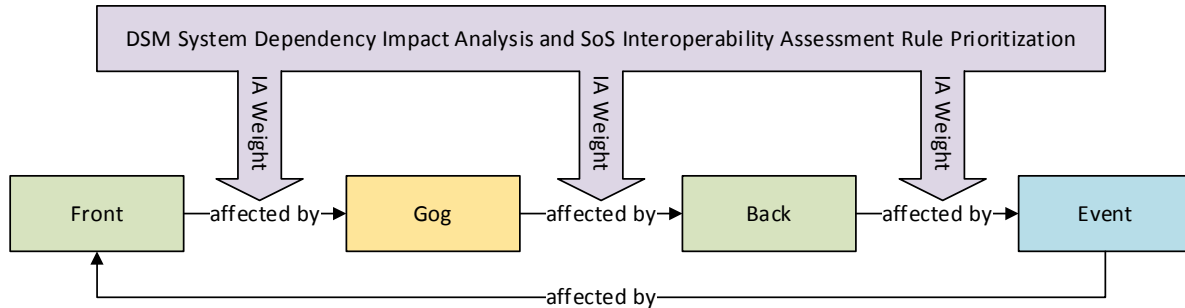 DSM System Dependency Impact Analysis and SoS Interoperability Assessment Rule Prioritization
IA Weight
IA Weight
IA Weight
Front
affected by
Gog
affected by
Back
affected by
Event
affected by